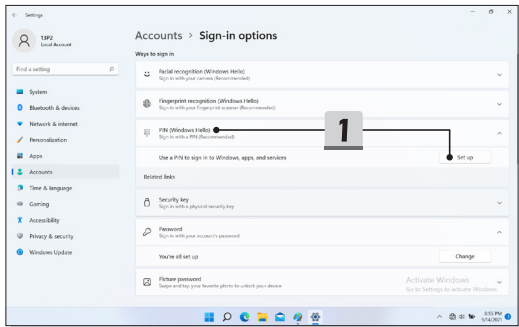 Settings
13P2
Local Account
Find a setting
System
Bluetooth & devices
Network & internet
Personalization
Apps
Accounts
Time & language
Gaming
Accessibility
Privacy & security
Windows Update
Accounts > Sign-in options
Ways to sign in
Facial recognition (Windows Hello)
Sign in with your camera (Recommended)
Fingerprint recognition (Windows Hello)
Sign in with your fingerprint scanner (Recommended)
PIN (Windows Hello)
Sign in with a PIN (Recommended)
1
Use a PIN to sign in to Windows, apps, and services
Set up
Related links
Security key
Sign in with a physical security key
Password
Sign in with your account's password
You're all set up
Change
Picture password
Swipe and tap your favorite photo to unlock your device
Activate Windows
Go to Settings to activate Windows.
6:55 PM
5/14/2021